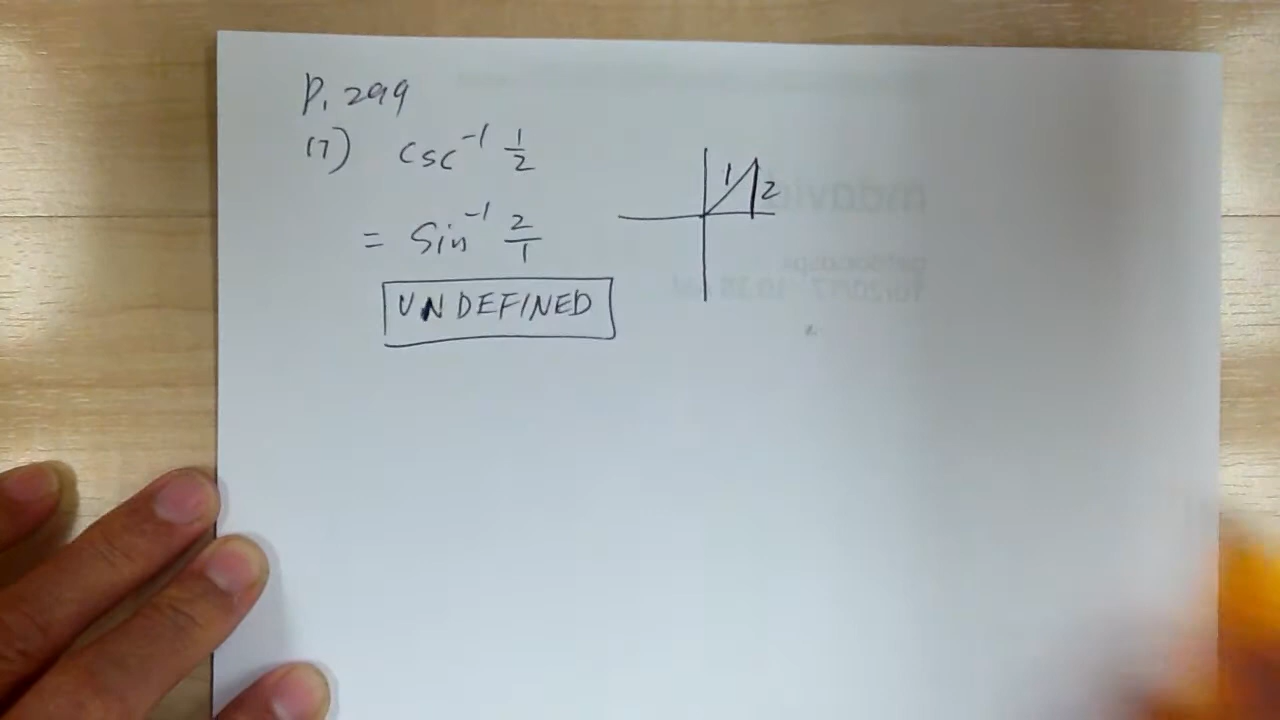 P. 299
17) csc⁻¹ 1/2
= Sin⁻¹ 2/1
UNDEFINED
1 2